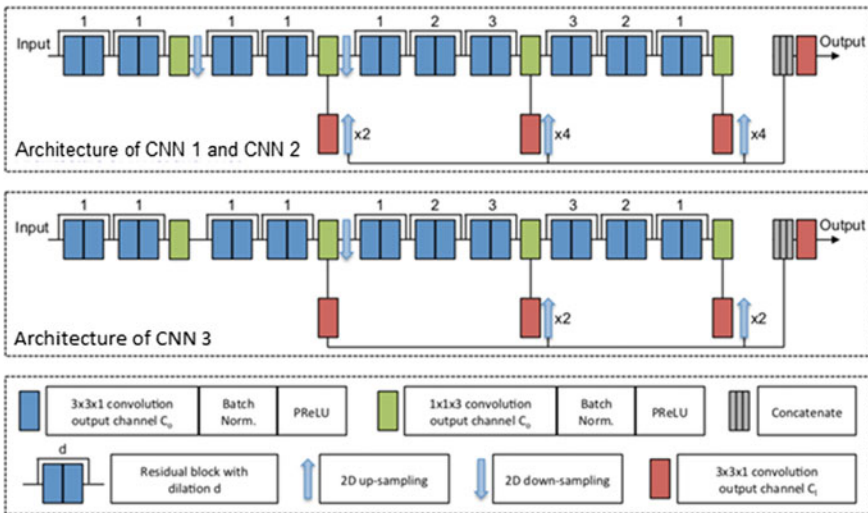 1 1 1 1 1 2 3 3 2 1
Input Output
x2 x4 x4
Architecture of CNN 1 and CNN 2
1 1 1 1 1 2 3 3 2 1
Input Output
x2 x2
Architecture of CNN 3
3x3x1 convolution
output channel Cₒ
Batch
Norm.
PReLU
1x1x3 convolution
output channel Cₒ
Batch
Norm.
PReLU
Concatenate
d
Residual block with
dilation d
2D up-sampling
2D down-sampling
3x3x1 convolution
output channel Cₗ